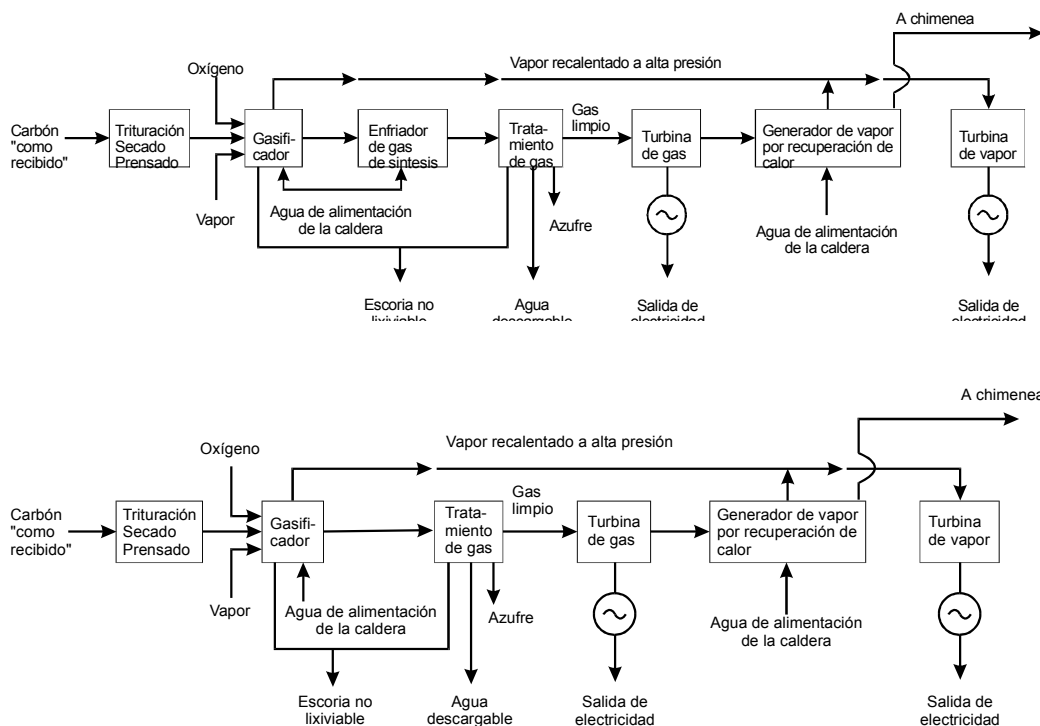 A chimenea
Oxígeno
Vapor recalentado a alta presión
Carbón
"como
recibido"
Trituración
Secado
Prensado
Gasifi-
cador
Enfriador
de gas
de síntesis
Tratamiento
de gas
Gas
limpio
Turbina
de gas
Generador de vapor
por recuperación de
calor
Turbina
de vapor
Vapor
Agua de alimentación
de la caldera
Azufre
Agua de alimentación
de la caldera
Escoria no
lixiviable
Agua
descargable
Salida de
electricidad
Salida de
electricidad
A chimenea
Oxígeno
Vapor recalentado a alta presión
Carbón
"como
recibido"
Trituración
Secado
Prensado
Gasifi-
cador
Trata-
miento
de gas
Gas
limpio
Turbina
de gas
Generador de vapor
por recuperación de
calor
Turbina
de vapor
Vapor
Agua de alimentación
de la caldera
Azufre
Agua de alimentación
de la caldera
Escoria no
lixiviable
Agua
descargable
Salida de
electricidad
Salida de
electricidad